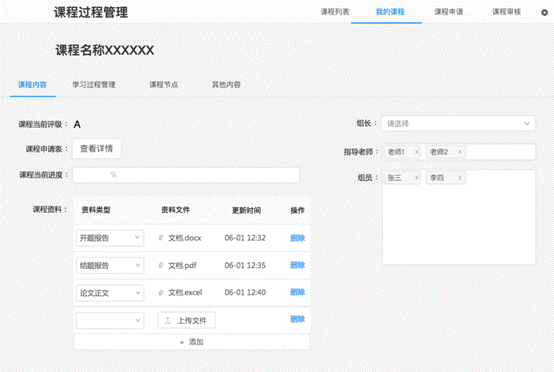 课程过程管理 课程列表 我的课程 课程申请 课程审核
课程名称XXXXXX
课程内容 学习过程管理 课程节点 其他内容
课程当前评级： A 组长： 请选择
课程申请表： 查看详情 指导老师： 老师1 x 老师2 x
课程当前进度： % 组员： 张三 x 李四 x
课程资料： 资料类型 资料文件 更新时间 操作
开题报告 文档.docx 06-01 12:32 删除
结题报告 文档.pdf 06-01 12:35 删除
论文正文 文档.excel 06-01 12:40 删除
上传文件 删除
+ 添加